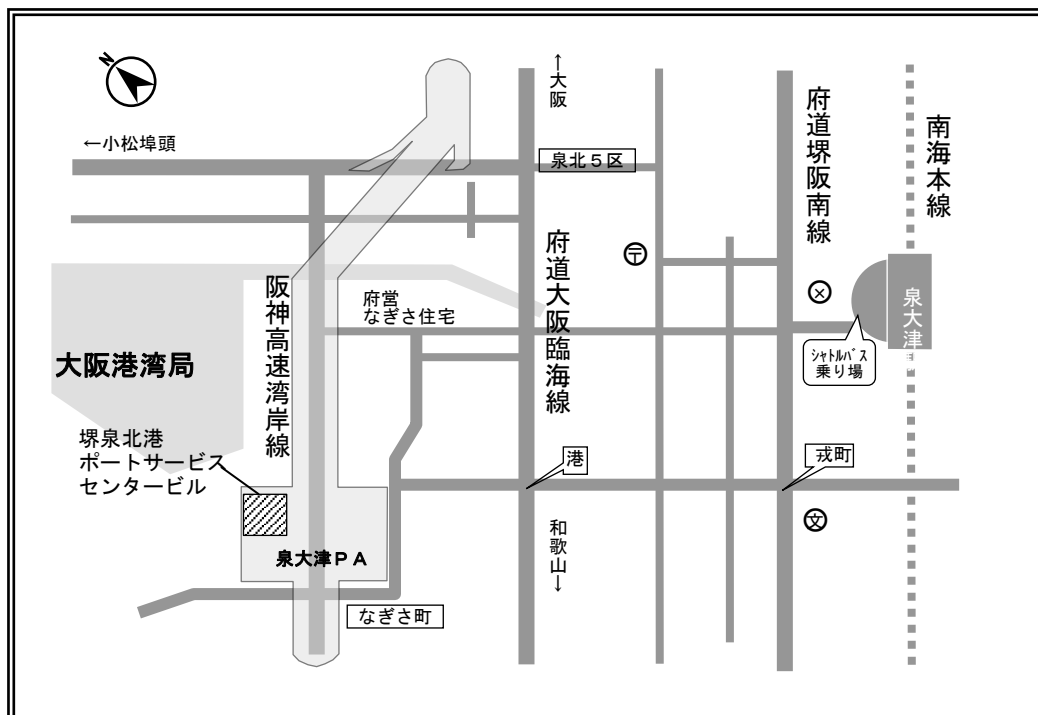 N
←大阪
←小松埠頭
泉北5区
府道堺阪南線
南海本線
〒
阪神高速湾岸線
府営
なぎさ住宅
府道大阪臨海線
泉大津
大阪港湾局
シャトルバス
乗り場
堺泉北港
ポートサービス
センタービル
港
戎町
文
泉大津PA
和歌山→
なぎさ町